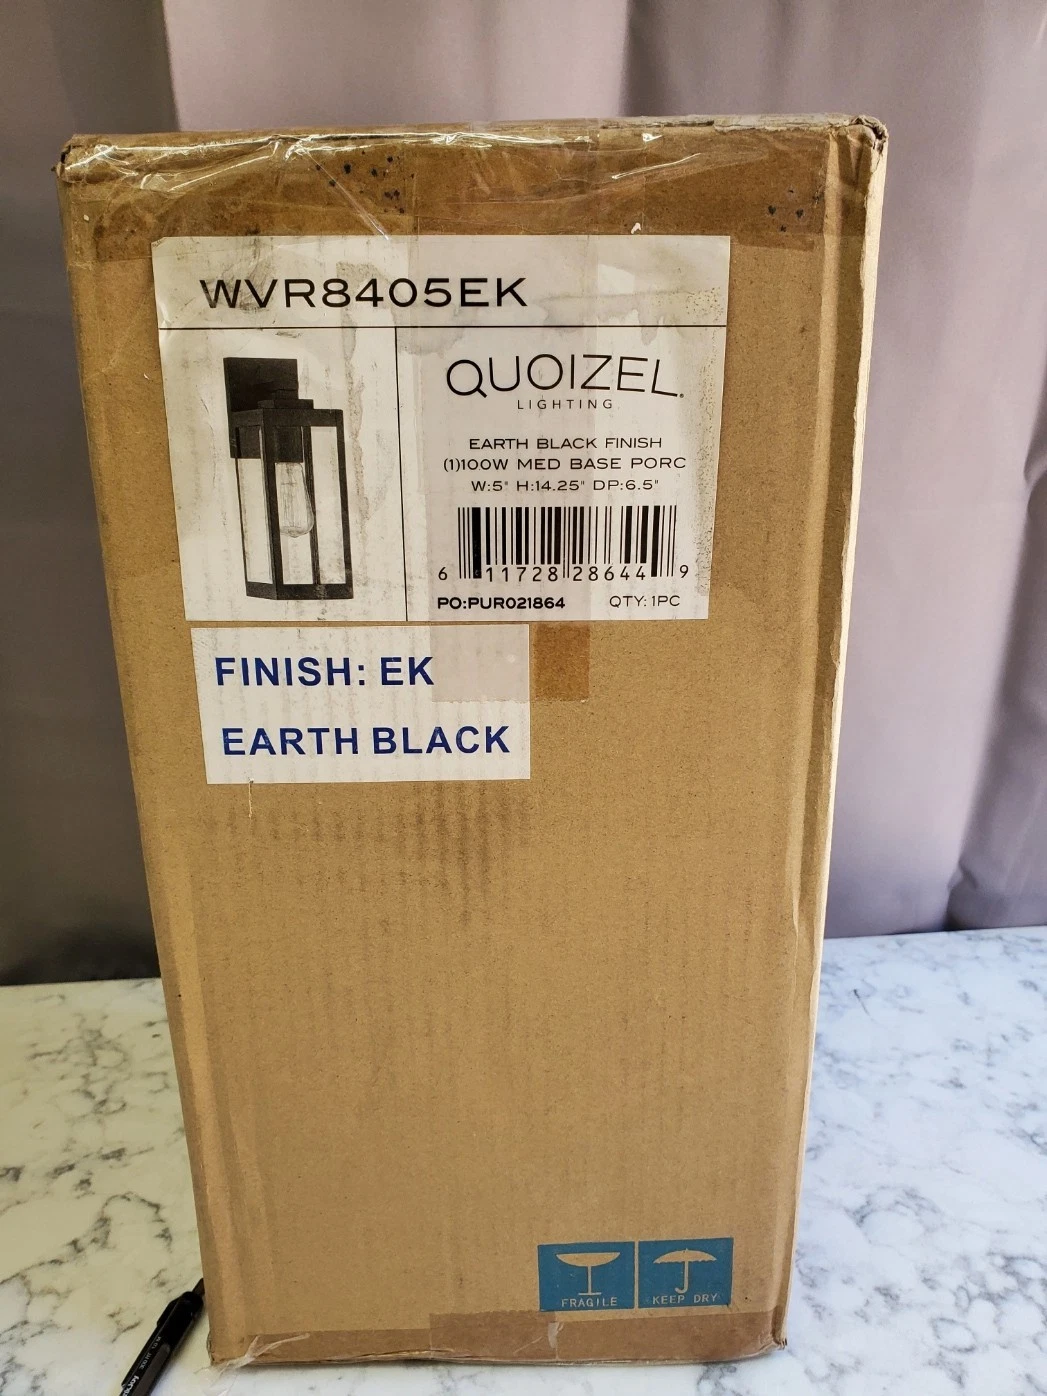 WVR8405EK
QUOIZEL
LIGHTING
EARTH BLACK FINISH
(1)100W MED BASE PORC
W:5" H:14.25" DP:6.5"
6 11728 28644 9
PO:PUR021864 QTY: 1PC
FINISH: EK
EARTH BLACK
FRAGILE KEEP DRY